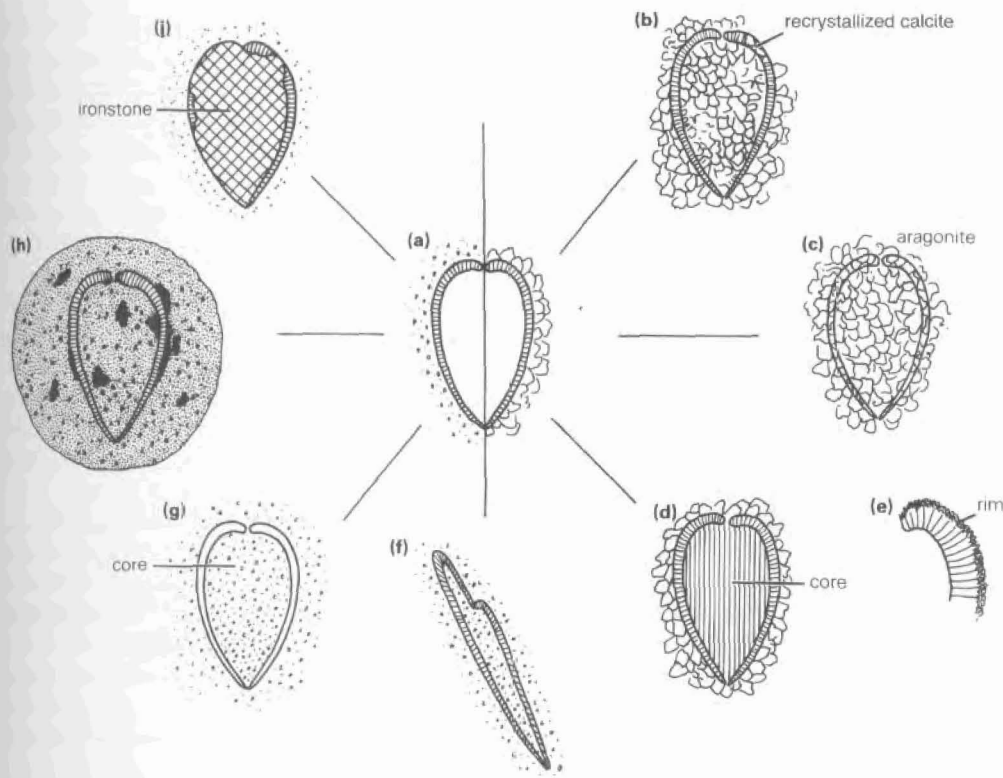 (j)
ironstone
(b)
recrystallized calcite
(h)
(a)
(c)
aragonite
(g)
core
(f)
(d)
core
(e)
rim